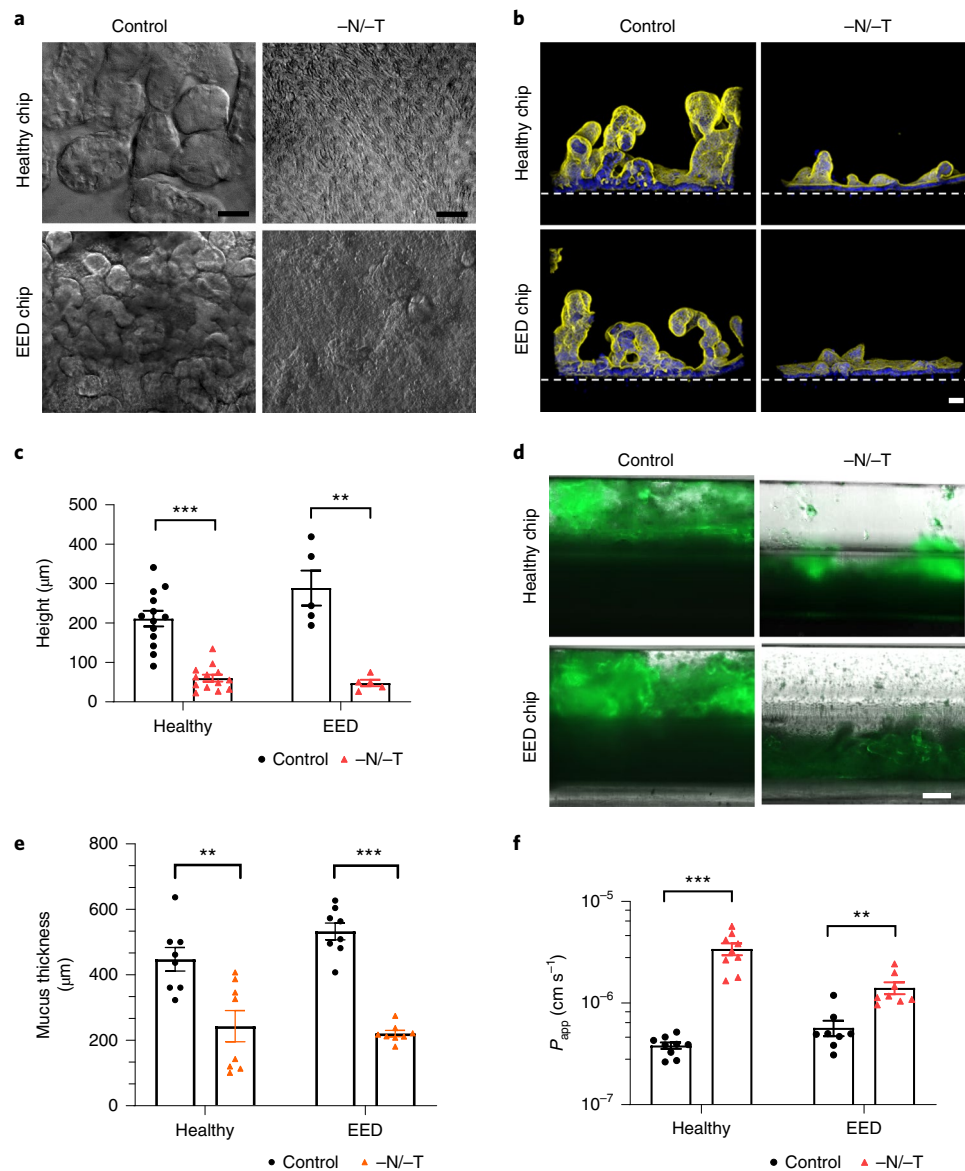 a
Control
–N/–T
Healthy chip
EED chip
b
Control
–N/–T
Healthy chip
EED chip
c
Height (μm)
500
400
300
200
100
0
***
**
Healthy
EED
Control
–N/–T
d
Control
–N/–T
Healthy chip
EED chip
e
Mucus thickness
(μm)
800
600
400
200
0
**
***
Healthy
EED
Control
–N/–T
f
Papp (cm s⁻¹)
10⁻⁵
10⁻⁶
10⁻⁷
***
**
Healthy
EED
Control
–N/–T